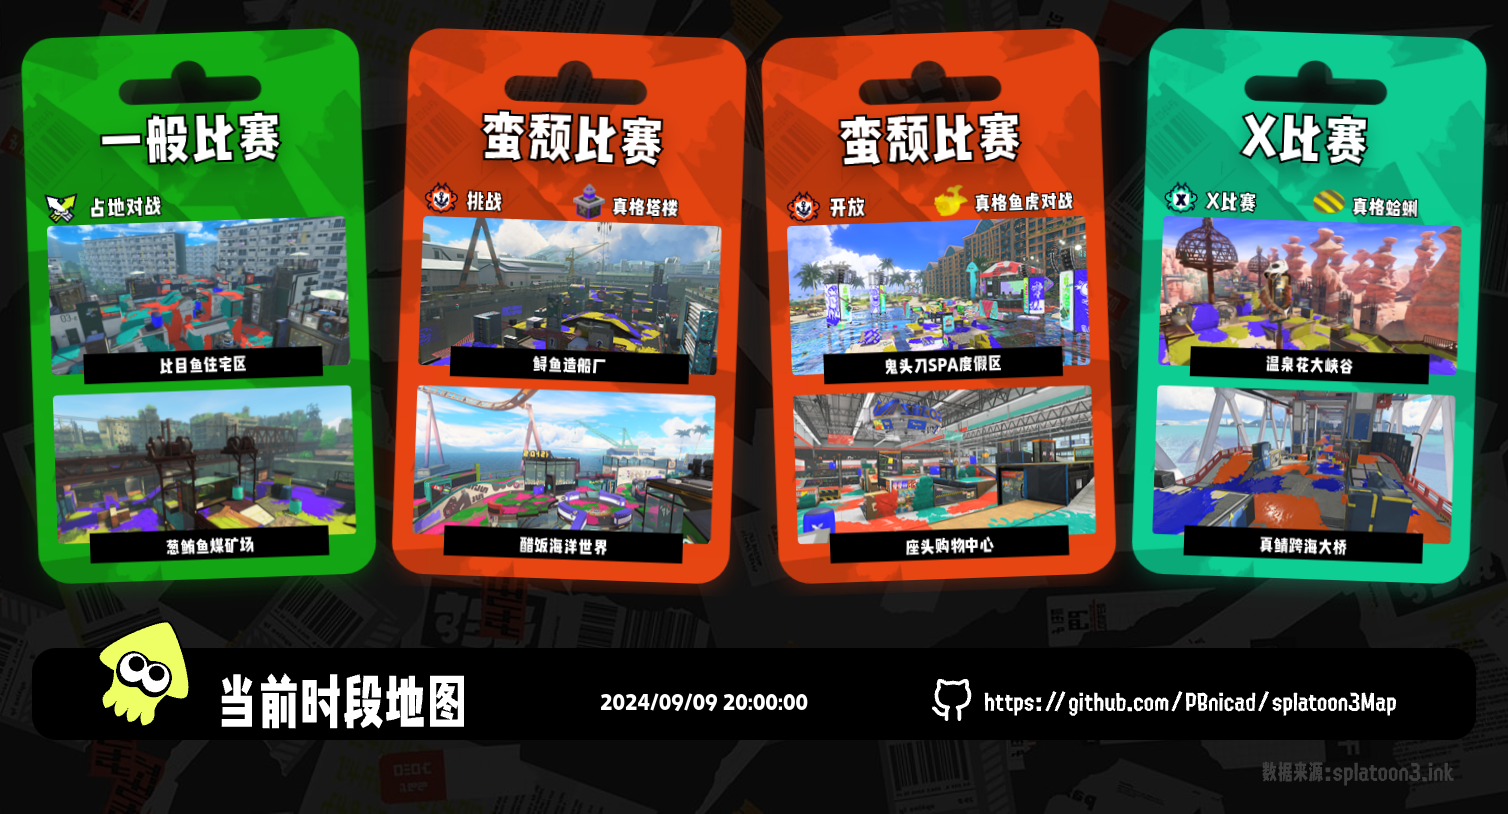 一般比赛
占地对战
比目鱼住宅区
葱鲔鱼煤矿场
蛮颓比赛
挑战
真格塔楼
鲟鱼造船厂
醋饭海洋世界
蛮颓比赛
开放
真格鱼虎对战
鬼头刀SPA度假区
座头购物中心
X比赛
X比赛
真格蛤蜊
温泉花大峡谷
真鲭跨海大桥
当前时段地图
2024/09/09 20:00:00
https://github.com/PBnicad/splatoon3Map
数据来源:splatoon3.ink